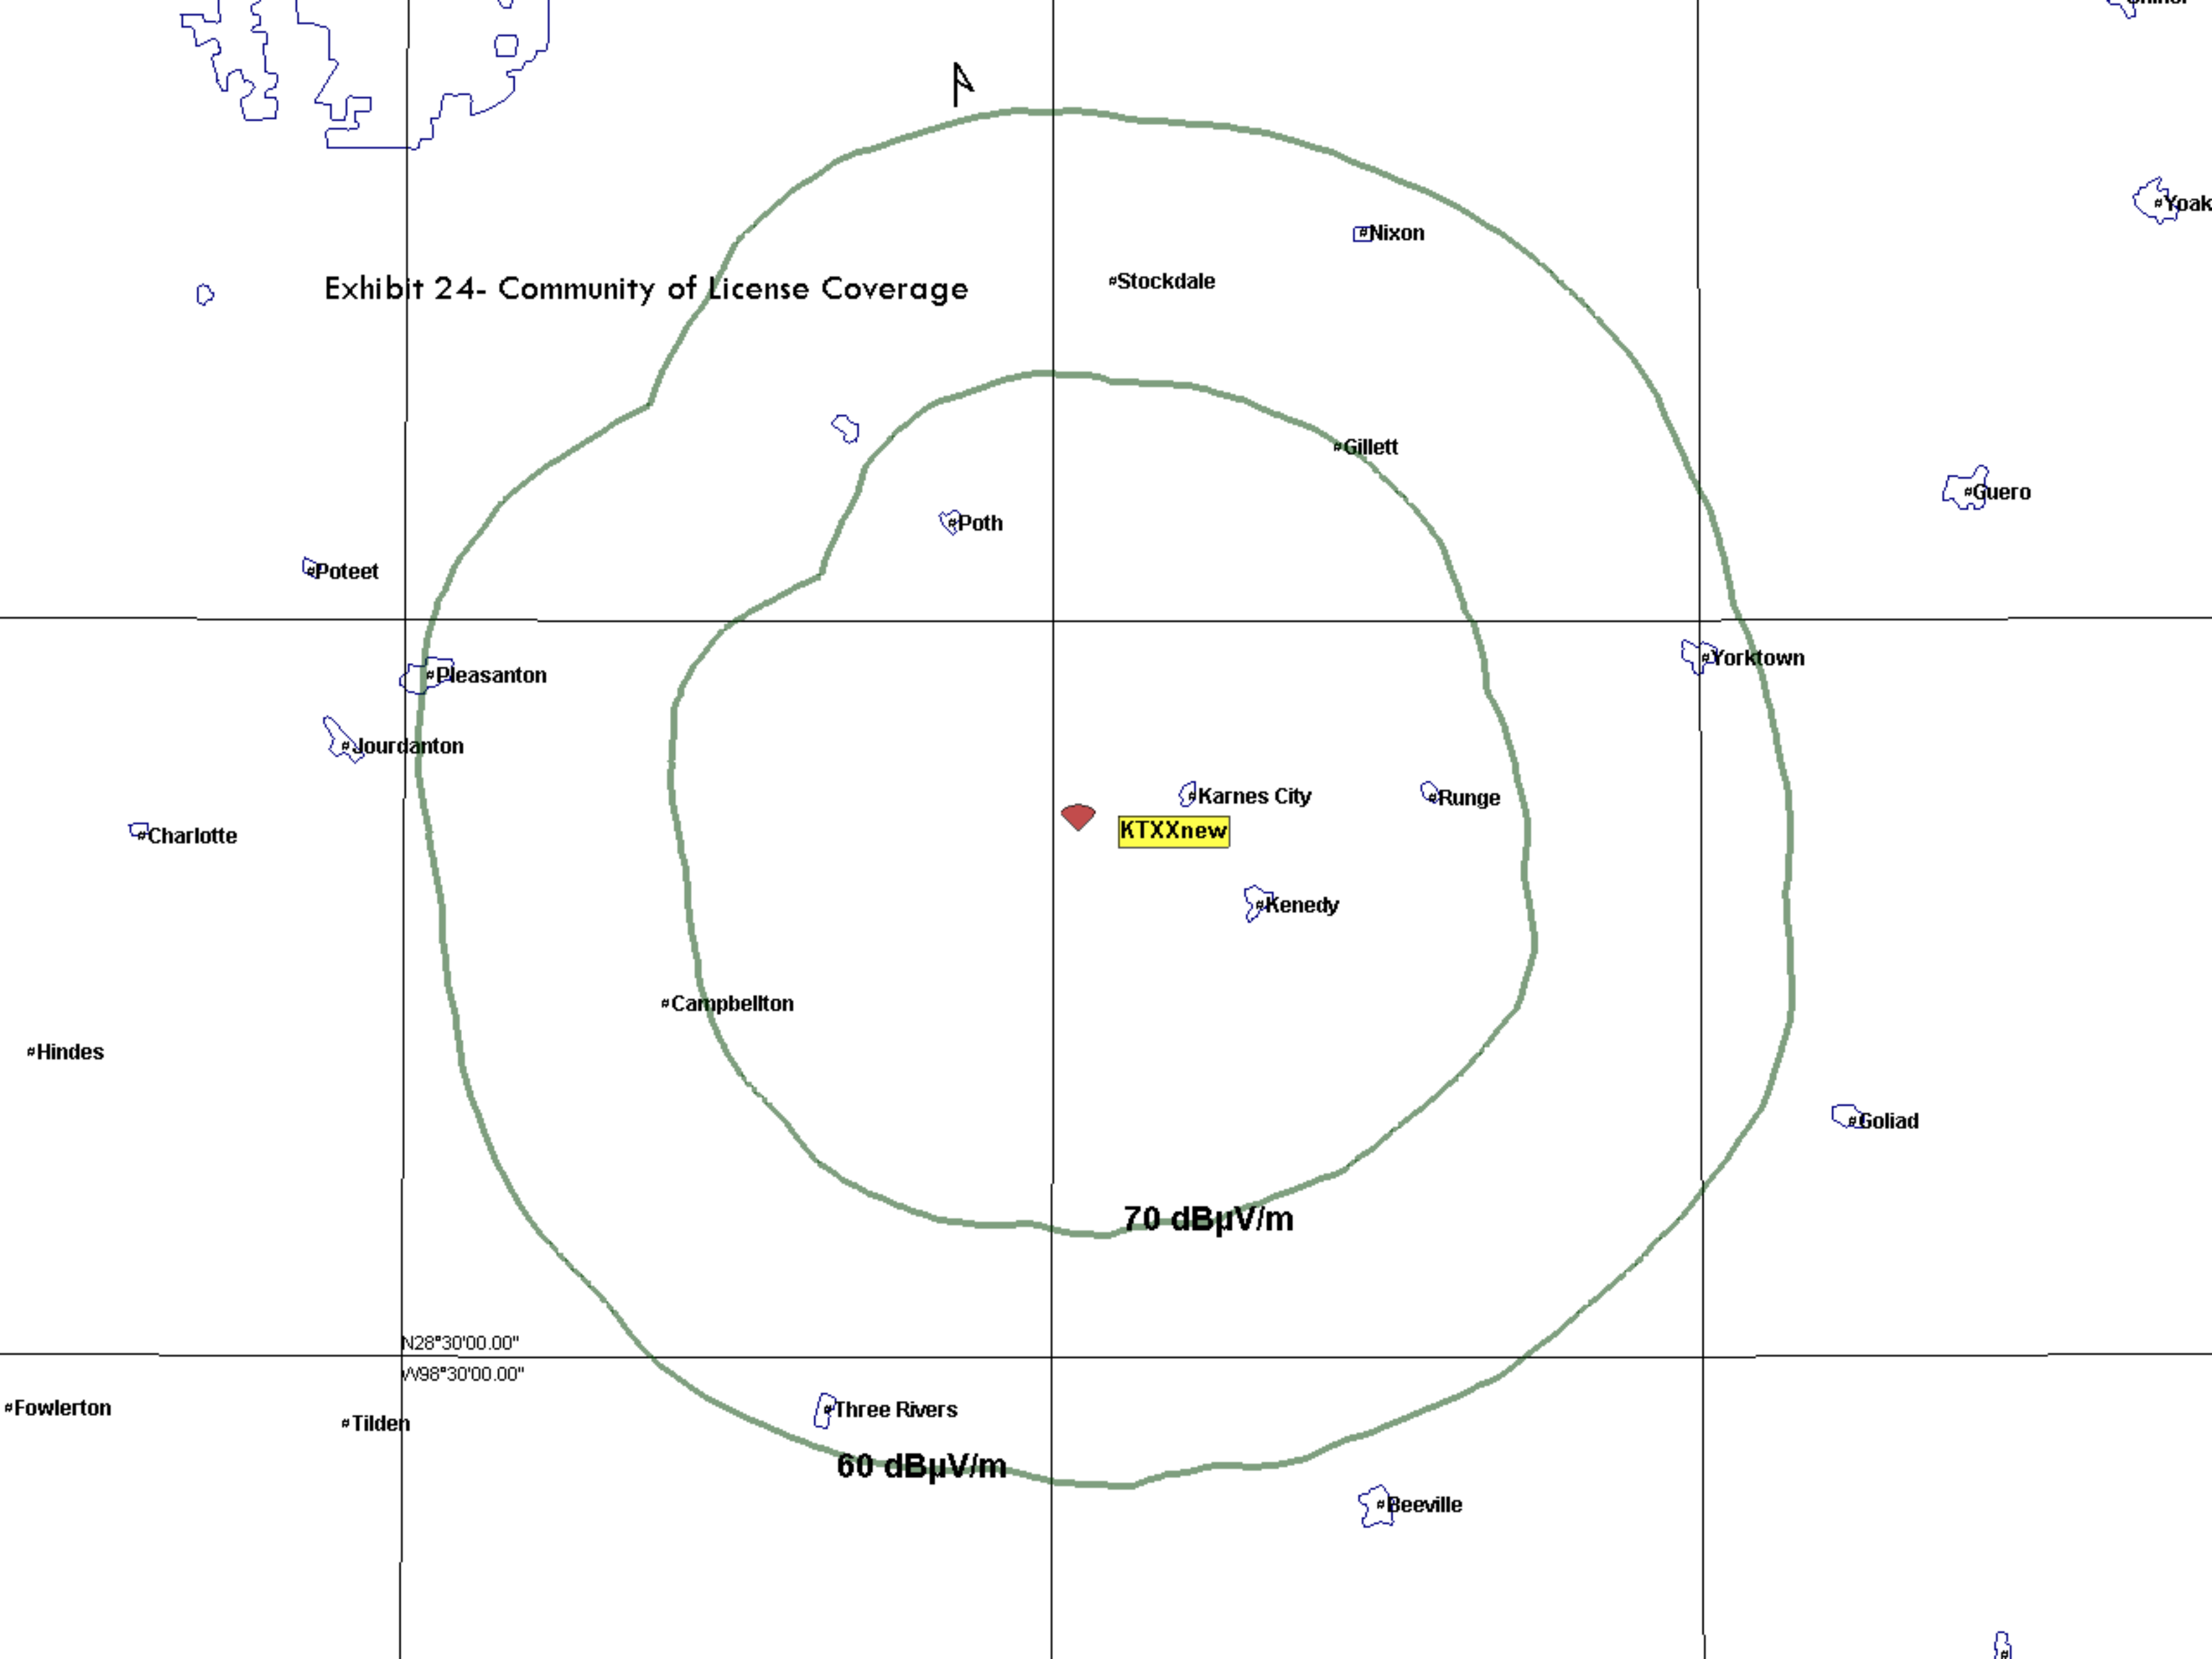 #Yoak
#Nixon
#Stockdale
Exhibit 24- Community of License Coverage
#Gillett
#Guero
#Poth
#Poteet
#Yorktown
#Pleasanton
#Jourdanton
#Karnes City
#Runge
KTXXnew
#Charlotte
#Kenedy
#Campbellton
#Hindes
#Goliad
70 dBµV/m
N28°30'00.00"
W98°30'00.00"
#Fowlerton
#Three Rivers
#Tilden
60 dBµV/m
#Beeville
#